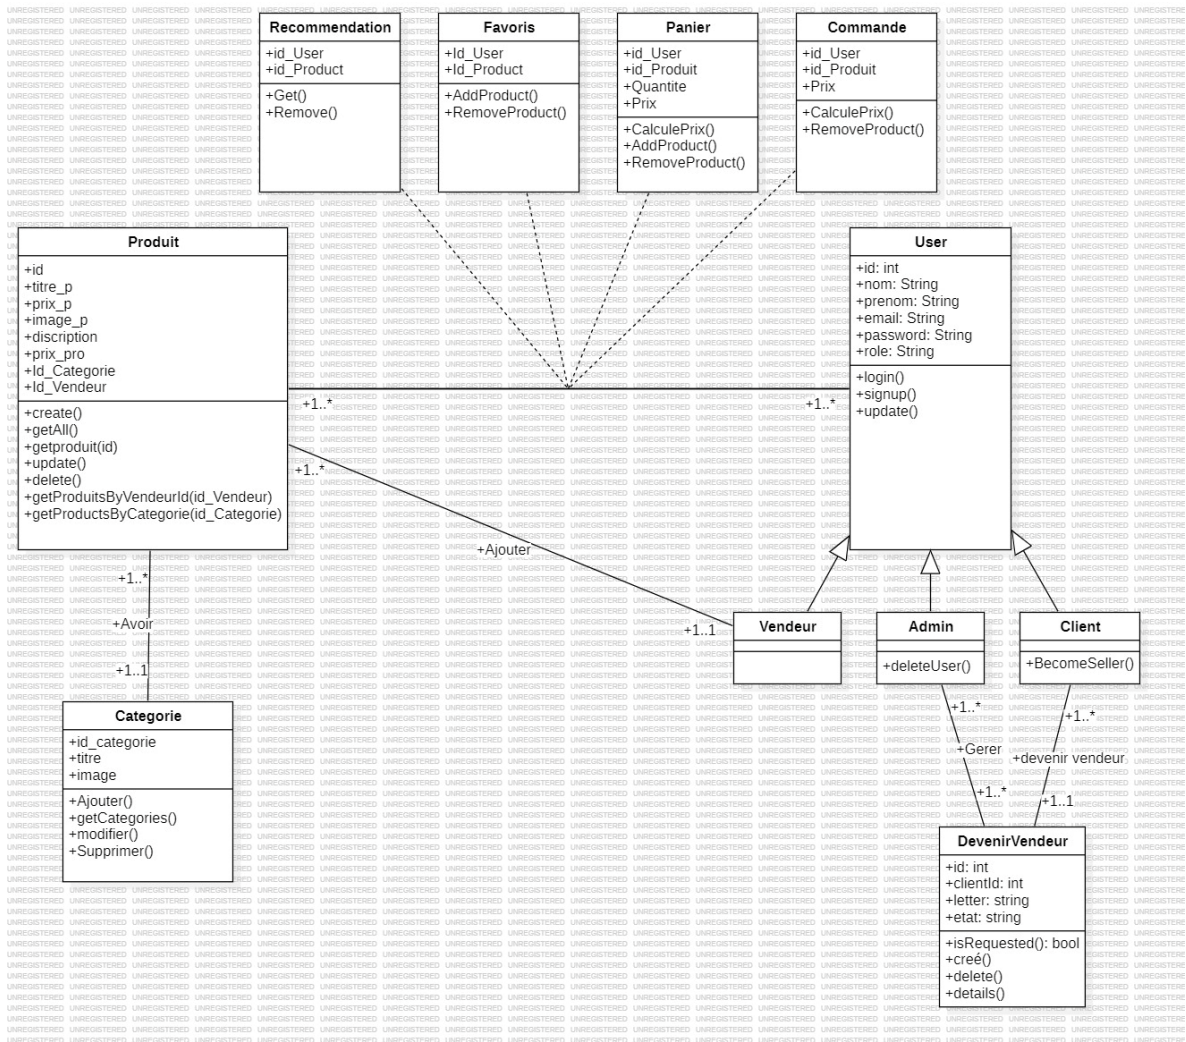 Recommendation
+id_User
+id_Product
+Get()
+Remove()
Favoris
+Id_User
+Id_Product
+AddProduct()
+RemoveProduct()
Panier
+id_User
+id_Produit
+Quantite
+Prix
+CalculePrix()
+AddProduct()
+RemoveProduct()
Commande
+id_User
+id_Produit
+Prix
+CalculePrix()
+RemoveProduct()
Produit
+id
+titre_p
+prix_p
+image_p
+discription
+prix_pro
+Id_Categorie
+Id_Vendeur
+create()
+getAll()
+getproduit(id)
+update()
+delete()
+getProduitsByVendeurId(id_Vendeur)
+getProductsByCategorie(id_Categorie)
User
+id: int
+nom: String
+prenom: String
+email: String
+password: String
+role: String
+login()
+signup()
+update()
+1..*
+1..*
+1..*
+Ajouter
+1..1
+1..*
+Avoir
+1..1
Vendeur
Admin
+deleteUser()
Client
+BecomeSeller()
+1..*
+Gerer
+1..*
+1..*
+devenir vendeur
+1..1
Categorie
+id_categorie
+titre
+image
+Ajouter()
+getCategories()
+modifier()
+Supprimer()
DevenirVendeur
+id: int
+clientId: int
+letter: string
+etat: string
+isRequested(): bool
+creé()
+delete()
+details()
UNREGISTERED